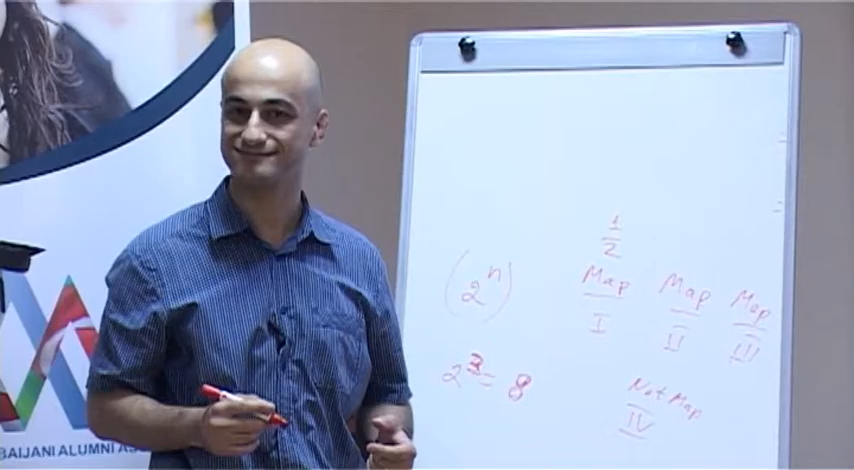 (2ⁿ)
2³ = 8
1/2
Map Map Map
I II III
Not Map
IV
BAIJANI ALUMNI AS